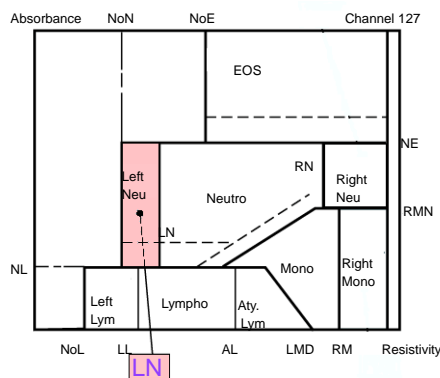 Absorbance NoN NoE Channel 127
EOS
NE
RN
Left
Neu
Right
Neu
Neutro
RMN
LN
NL
Mono
Right
Mono
Left
Lym
Lympho
Aty.
Lym
NoL LL AL LMD RM Resistivity
LN